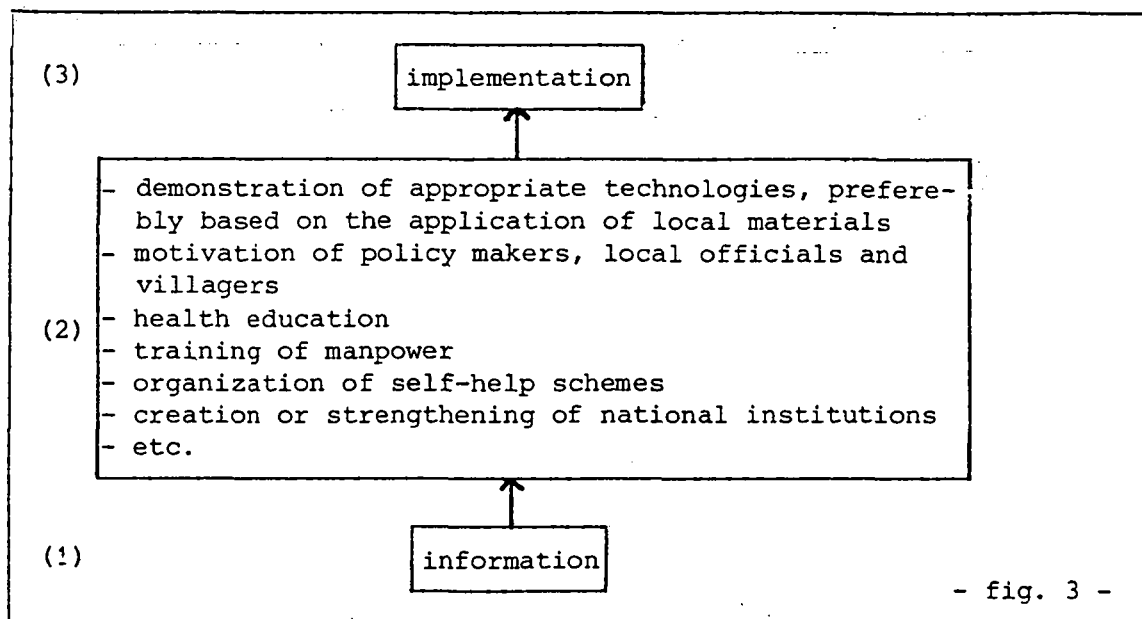 (3)
implementation
- demonstration of appropriate technologies, prefere-
bly based on the application of local materials
- motivation of policy makers, local officials and
villagers
(2)
- health education
- training of manpower
- organization of self-help schemes
- creation or strengthening of national institutions
- etc.
(1)
information
- fig. 3 -